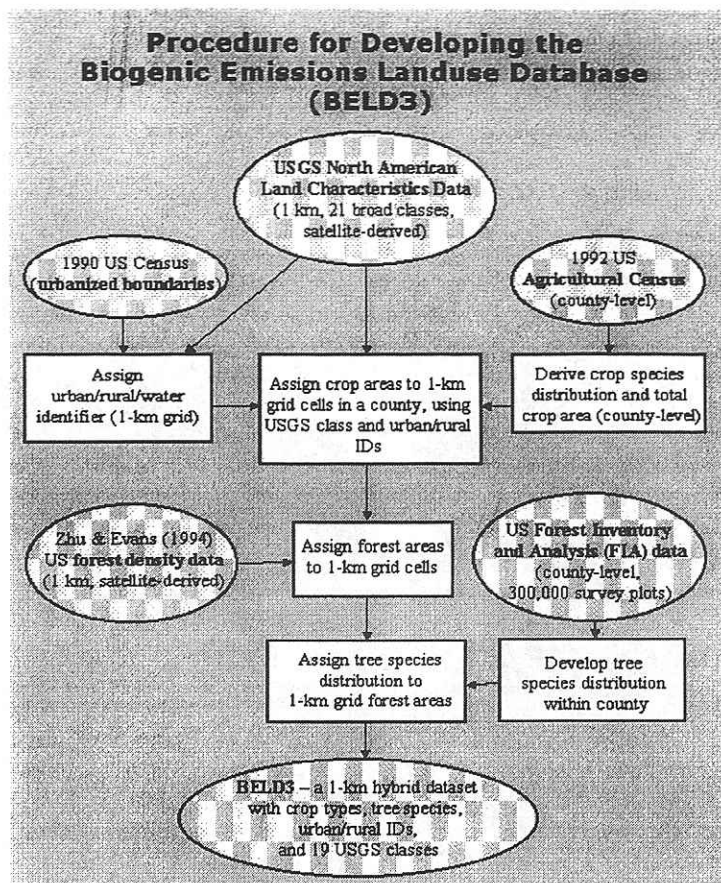 Procedure for Developing the
Biogenic Emissions Landuse Database
(BELD3)
USGS North American
Land Characteristics Data
(1 km, 21 broad classes,
satellite-derived)
1990 US Census
(urbanized boundaries)
1992 US
Agricultural Census
(county-level)
Assign
urban/rural/water
identifier (1-km grid)
Assign crop areas to 1-km
grid cells in a county, using
USGS class and urban/rural
IDs
Derive crop species
distribution and total
crop area (county-level)
Zhu & Evans (1994)
US forest density data
(1 km, satellite-derived)
Assign forest areas
to 1-km grid cells
US Forest Inventory
and Analysis (FIA) data
(county-level,
300,000 survey plots)
Assign tree species
distribution to
1-km grid forest areas
Develop tree
species distribution
within county
BELD3 – a 1-km hybrid dataset
with crop types, tree species,
urban/rural IDs,
and 19 USGS classes